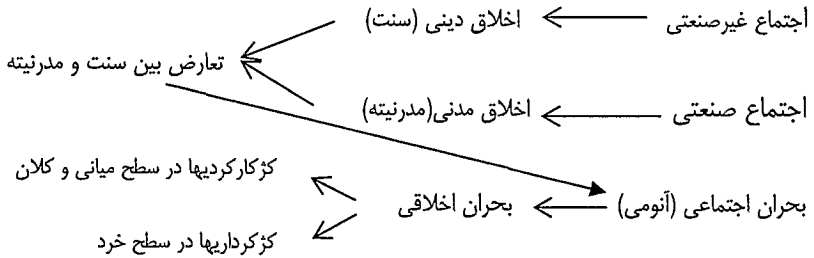 اجتماع غیرصنعتی اخلاق دینی (سنت)
تعارض بین سنت و مدرنیته
اجتماع صنعتی اخلاق مدنی(مدرنیته)
کژکارکردیها در سطح میانی و کلان
بحران اجتماعی (آنومی) بحران اخلاقی
کژکرداریها در سطح خرد